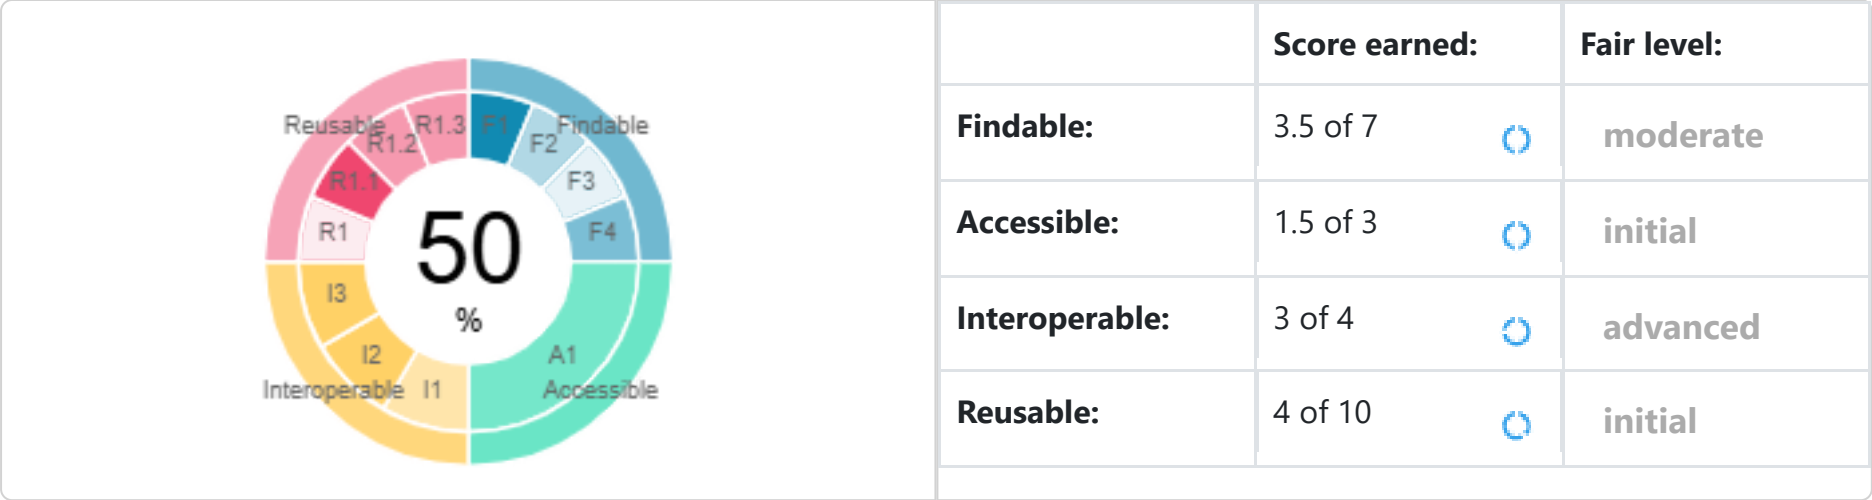 Reusable
R1.3
F1
Findable
R1.2
F2
R1.1
F3
R1
F4
50
%
I3
I2
A1
Interoperable
I1
Accessible
Score earned: Fair level:
Findable: 3.5 of 7 moderate
Accessible: 1.5 of 3 initial
Interoperable: 3 of 4 advanced
Reusable: 4 of 10 initial